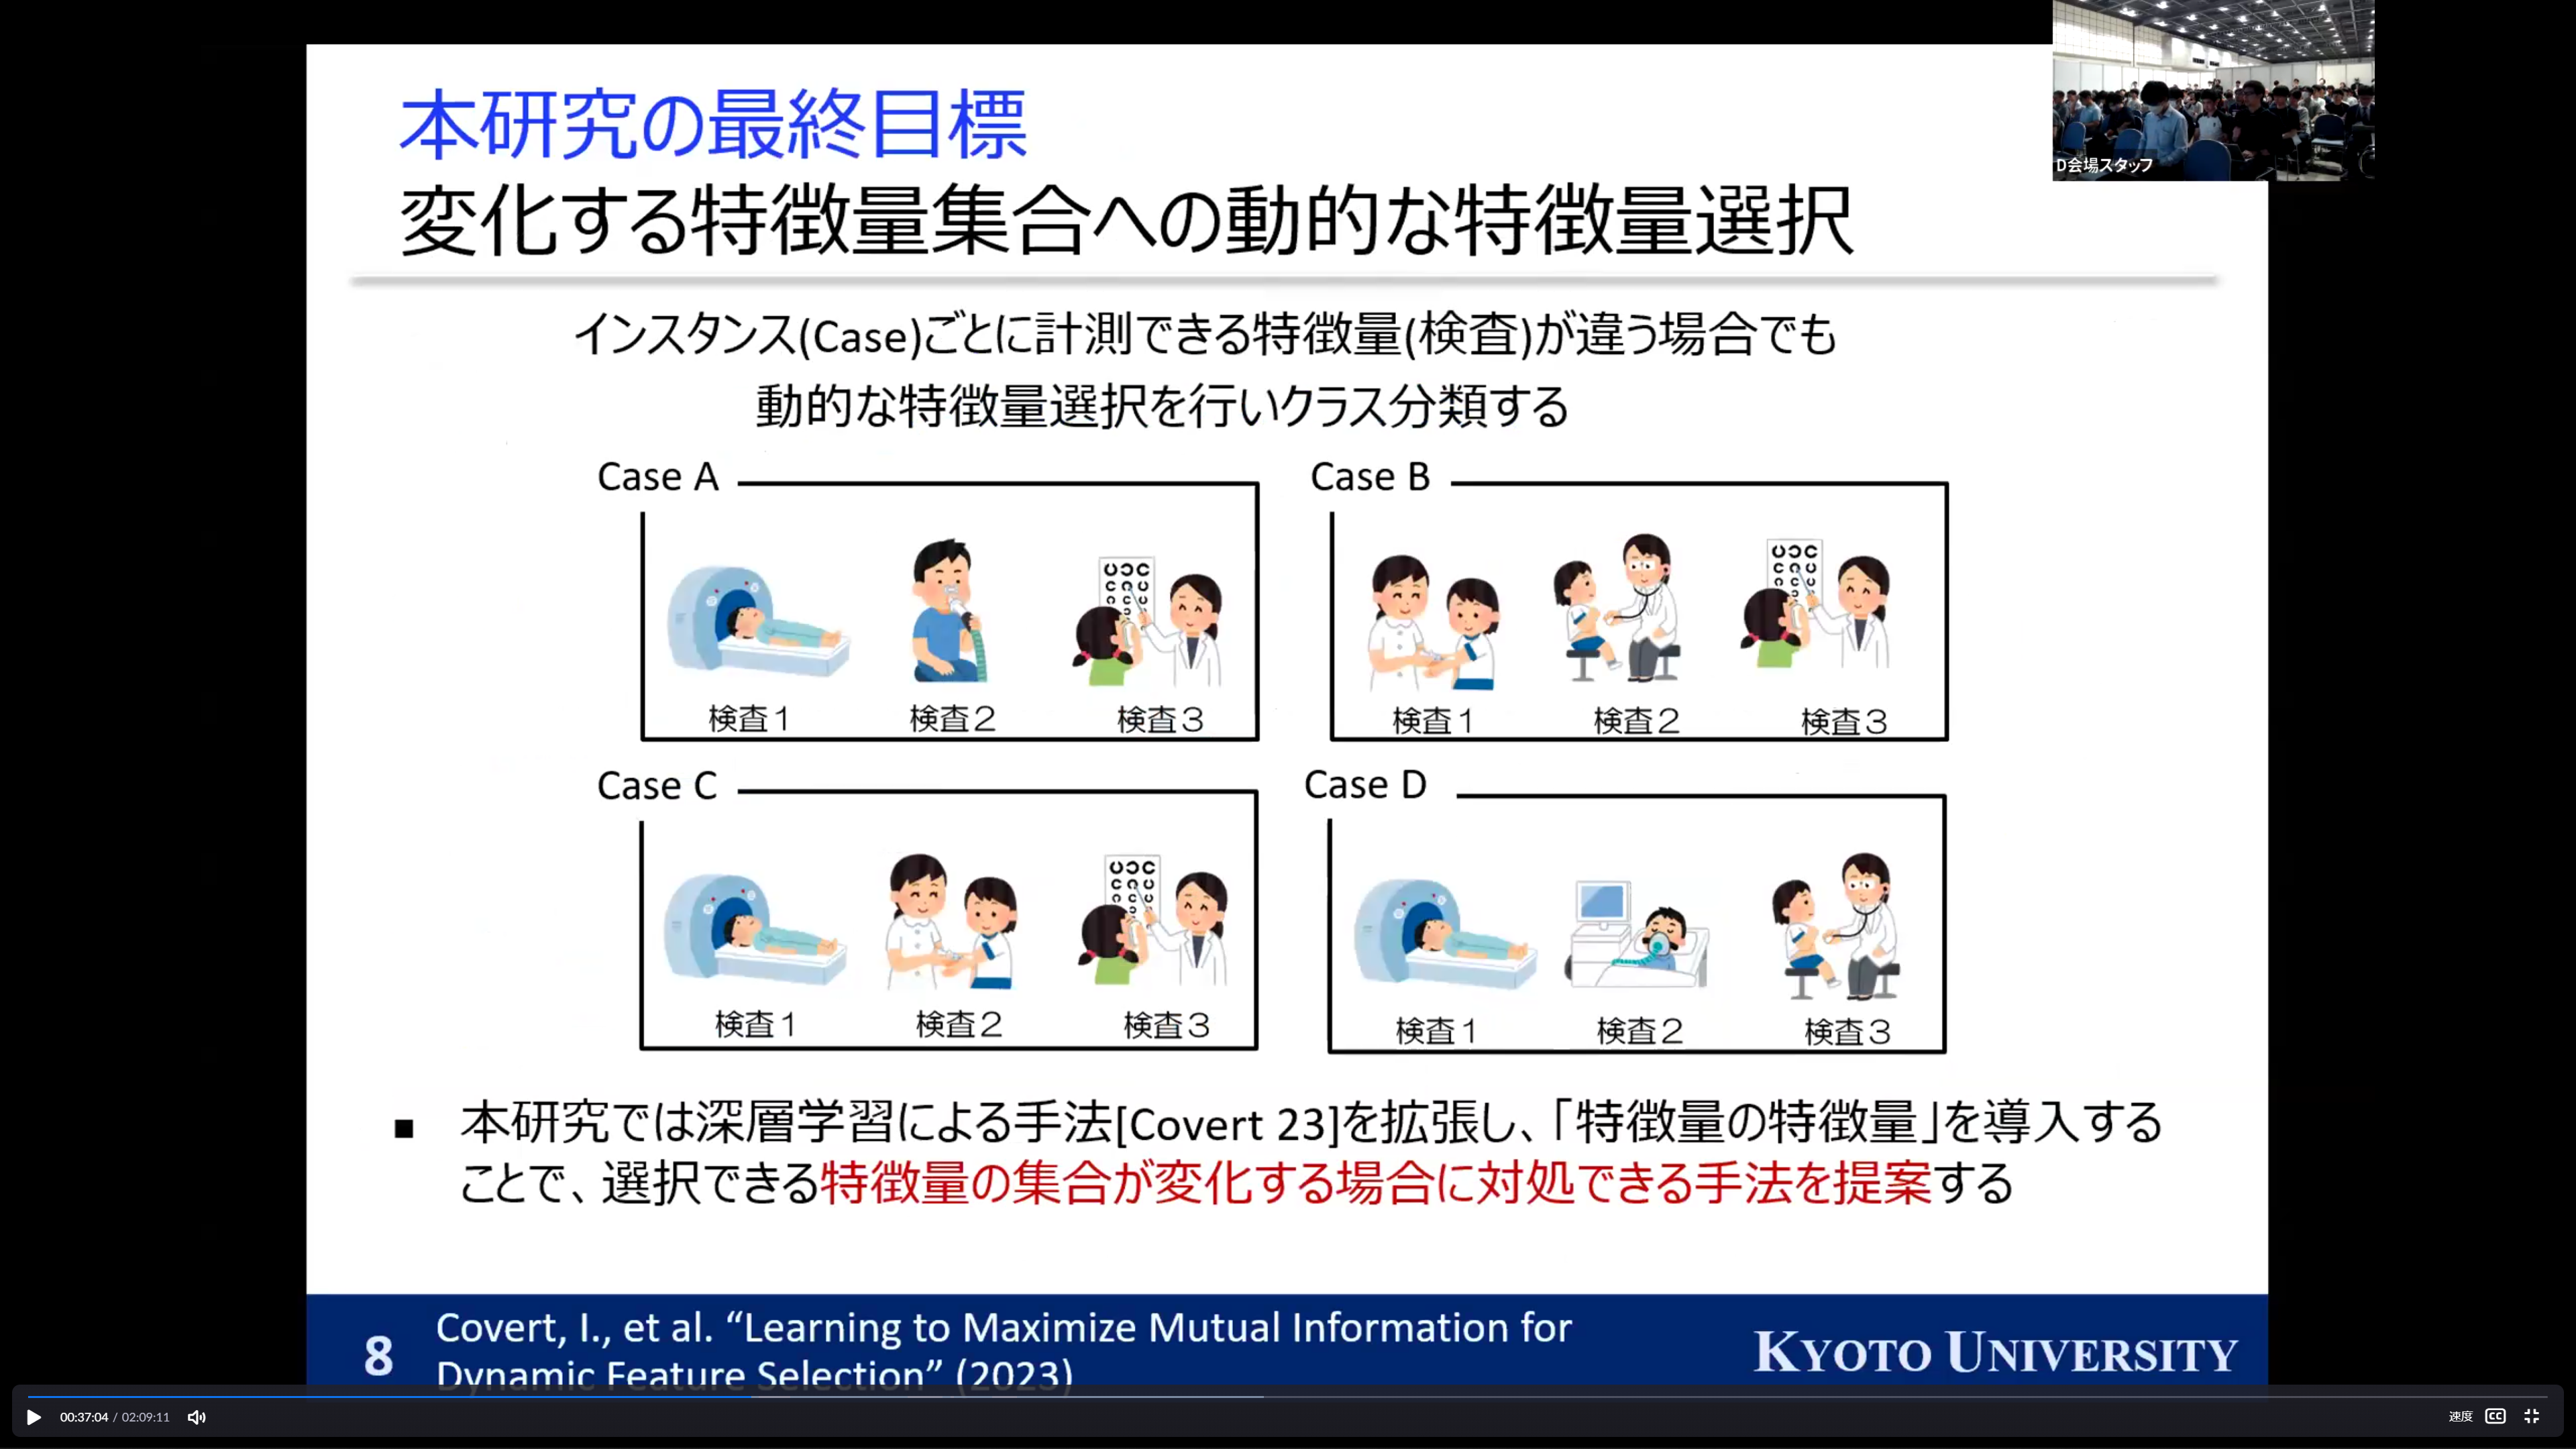 本研究の最終目標
変化する特徴量集合への動的な特徴量選択
D会場スタッフ
インスタンス(Case)ごとに計測できる特徴量(検査)が違う場合でも
動的な特徴量選択を行いクラス分類する
Case A
検査１
検査２
検査３
Case B
検査１
検査２
検査３
Case C
検査１
検査２
検査３
Case D
検査１
検査２
検査３
■ 本研究では深層学習による手法[Covert 23]を拡張し、「特徴量の特徴量」を導入する
ことで、選択できる特徴量の集合が変化する場合に対処できる手法を提案する
8
Covert, I., et al. “Learning to Maximize Mutual Information for
Dynamic Feature Selection” (2023)
KYOTO UNIVERSITY
00:37:04 / 02:09:11
速度
CC